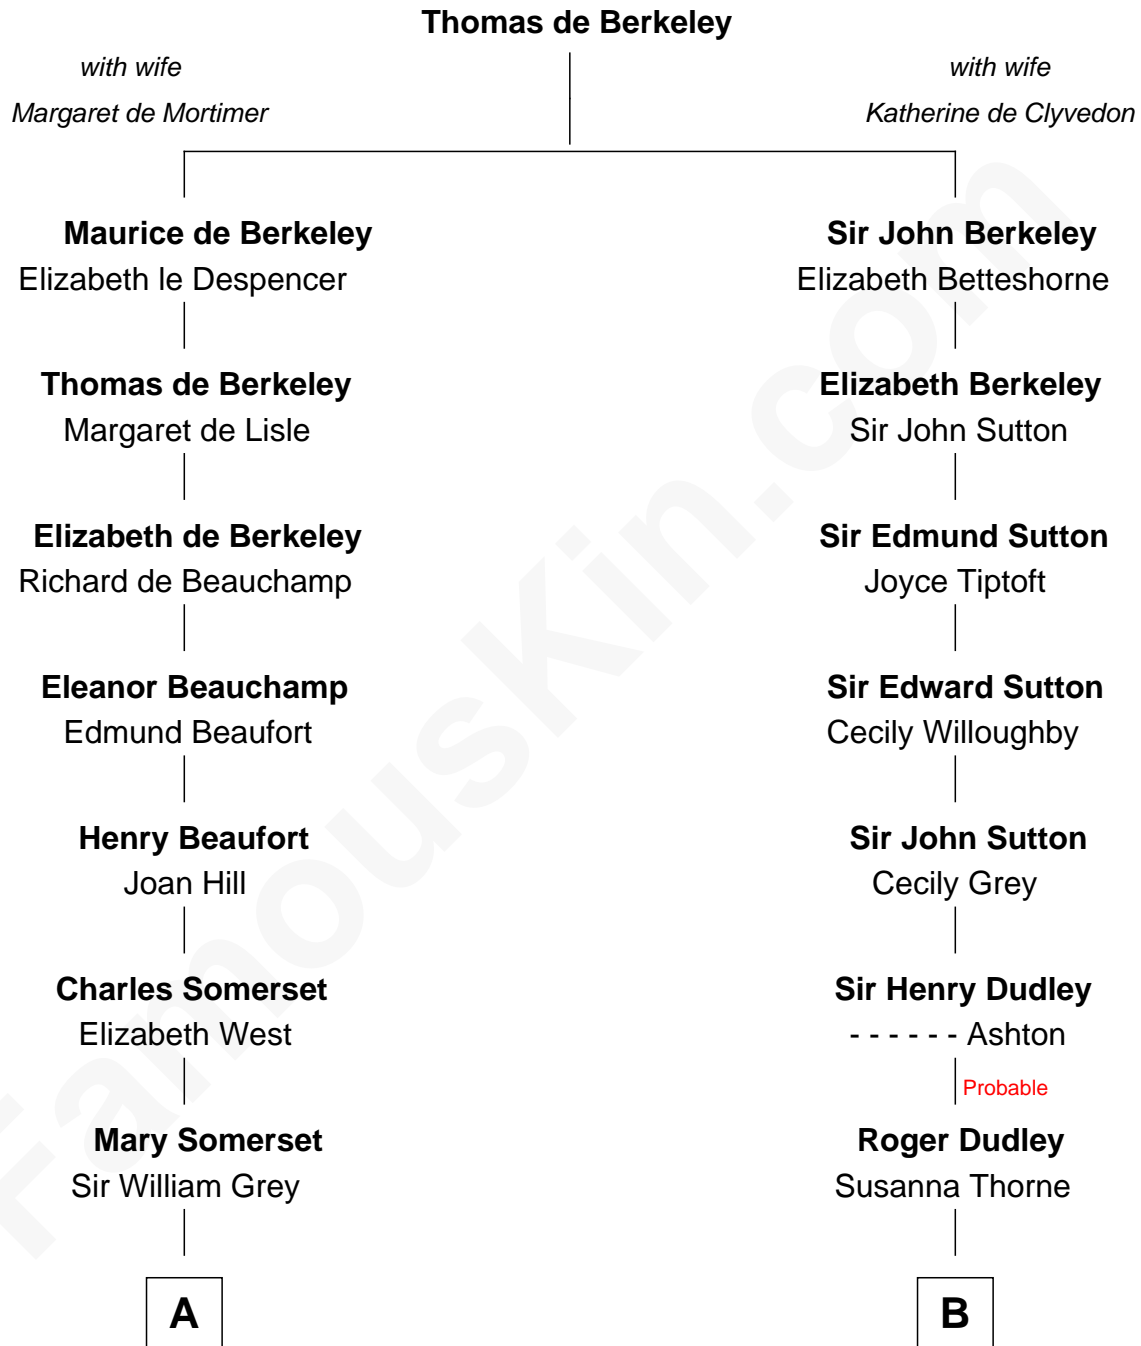 Thomas de Berkeley
with wife
Margaret de Mortimer
with wife
Katherine de Clyvedon
Maurice de Berkeley
Elizabeth le Despencer
Thomas de Berkeley
Margaret de Lisle
Elizabeth de Berkeley
Richard de Beauchamp
Eleanor Beauchamp
Edmund Beaufort
Henry Beaufort
Joan Hill
Charles Somerset
Elizabeth West
Mary Somerset
Sir William Grey
A
Sir John Berkeley
Elizabeth Betteshorne
Elizabeth Berkeley
Sir John Sutton
Sir Edmund Sutton
Joyce Tiptoft
Sir Edward Sutton
Cecily Willoughby
Sir John Sutton
Cecily Grey
Sir Henry Dudley
- - - - - - Ashton
Probable
Roger Dudley
Susanna Thorne
B
FamousKin.com